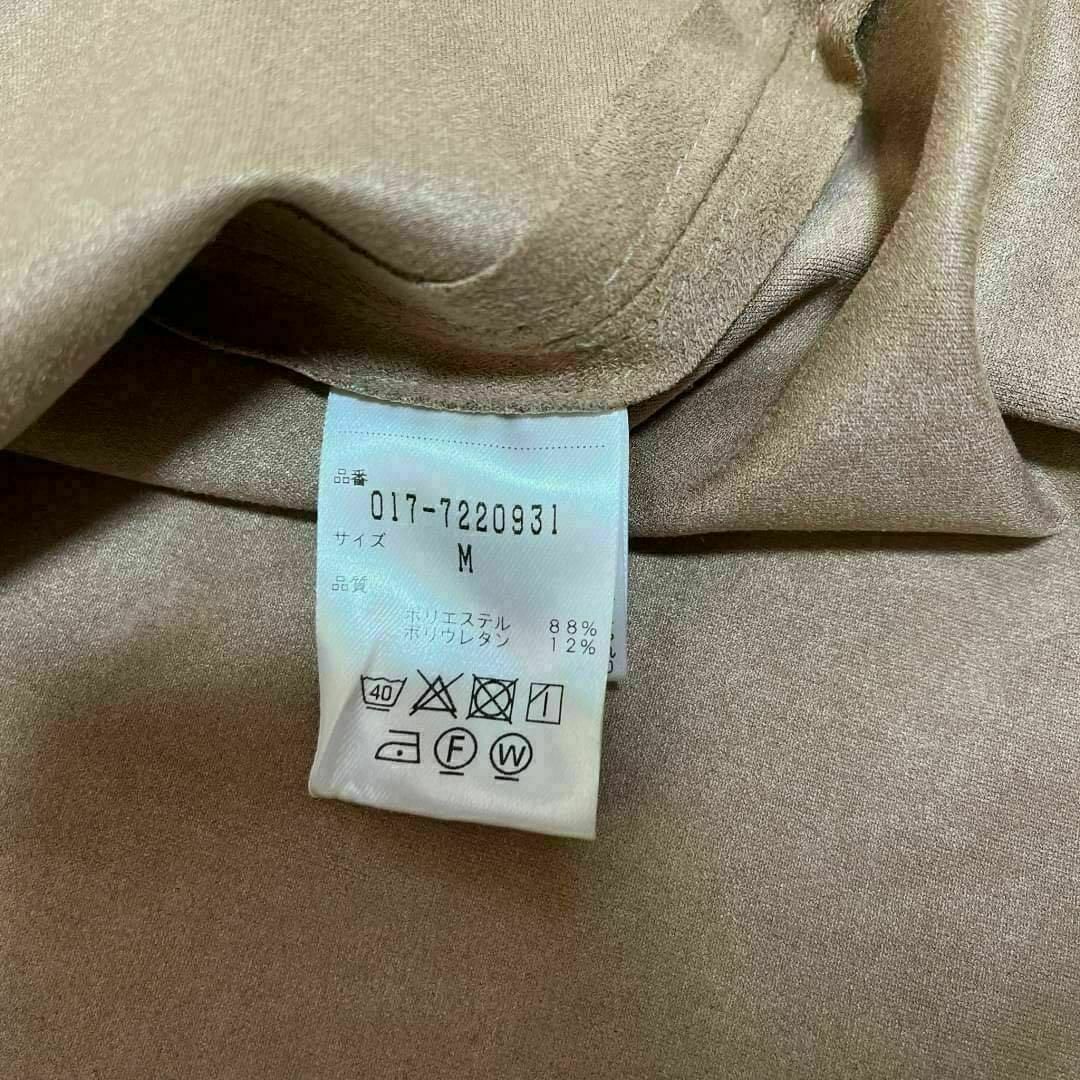 品番
017-7220931
サイズ
M
品質
ポリエステル 88%
ポリウレタン 12%
40
F W